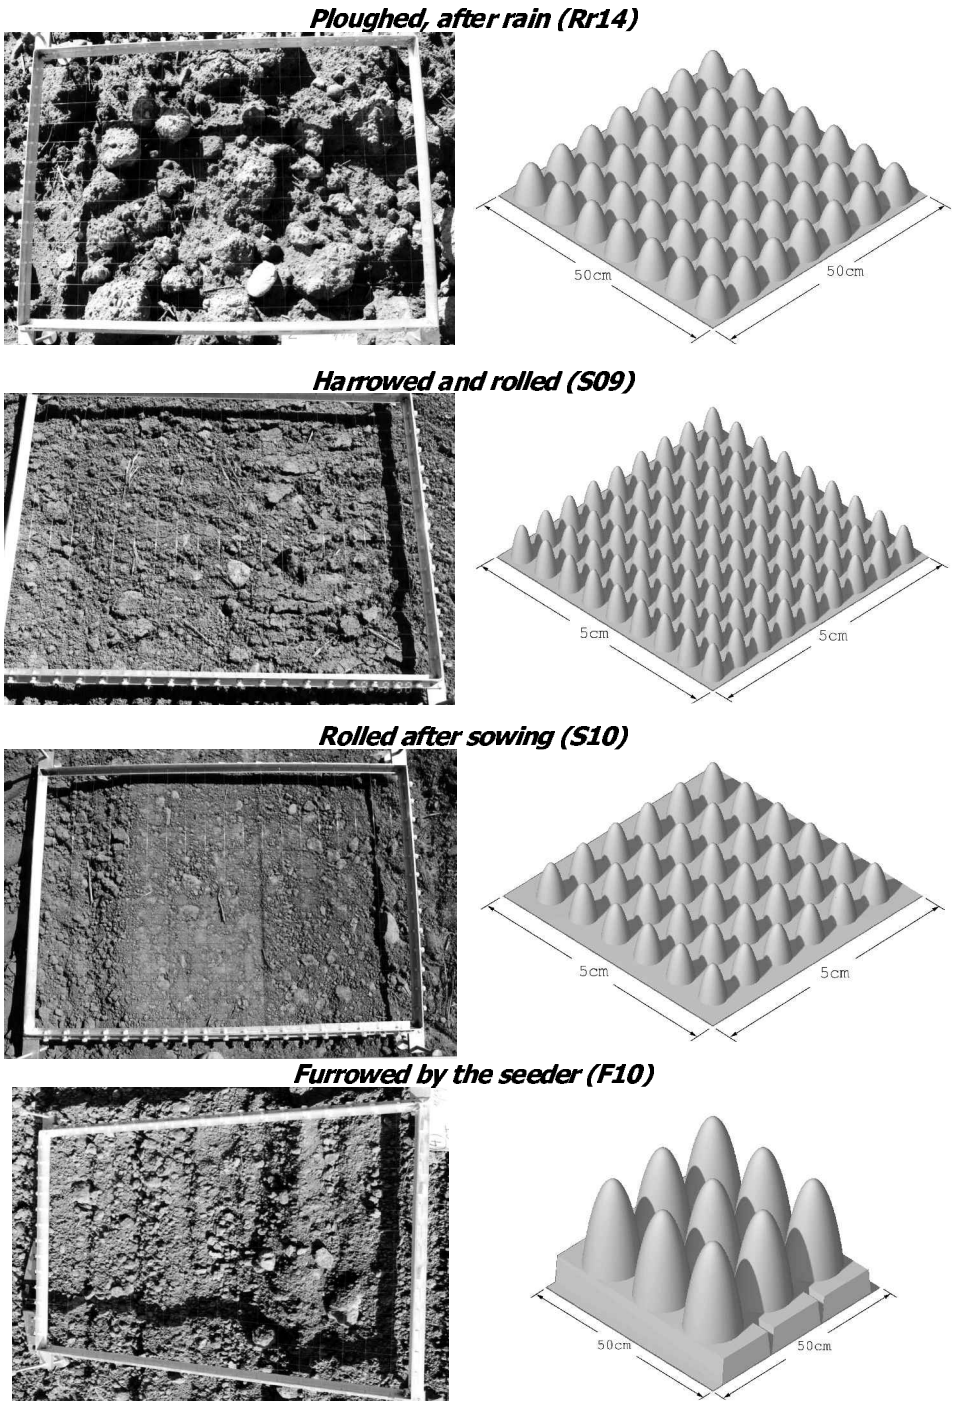 Ploughed, after rain (Rr14)
50cm
50cm
Harrowed and rolled (S09)
5cm
5cm
Rolled after sowing (S10)
5cm
5cm
Furrowed by the seeder (F10)
50cm
50cm